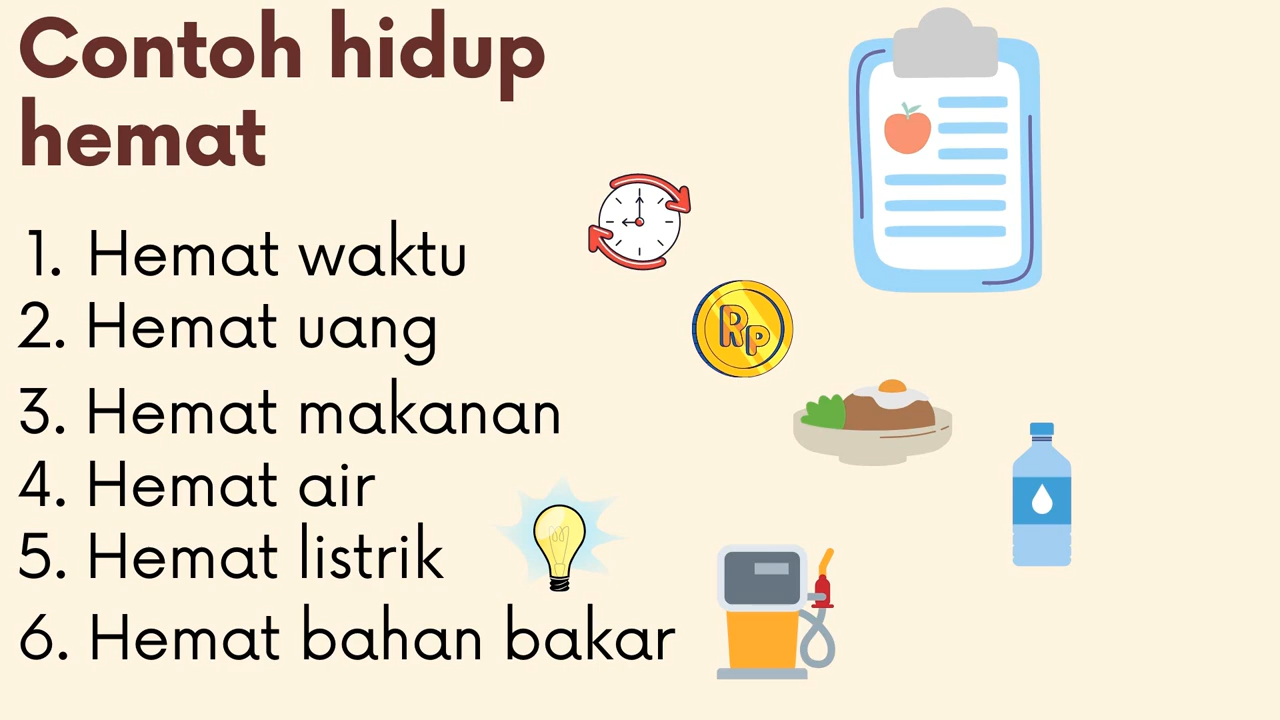 Contoh hidup
hemat
1. Hemat waktu
2. Hemat uang
3. Hemat makanan
4. Hemat air
5. Hemat listrik
6. Hemat bahan bakar
Rp